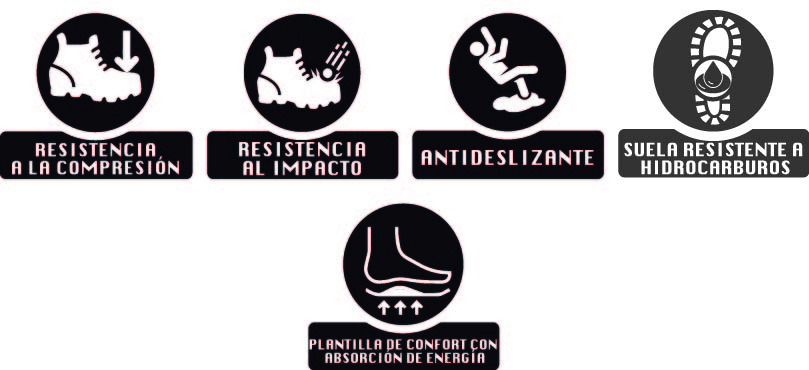 RESISTENCIA
A LA COMPRESIÓN
RESISTENCIA
AL IMPACTO
ANTIDESLIZANTE
SUELA RESISTENTE A
HIDROCARBUROS
PLANTILLA DE CONFORT CON
ABSORCIÓN DE ENERGÍA